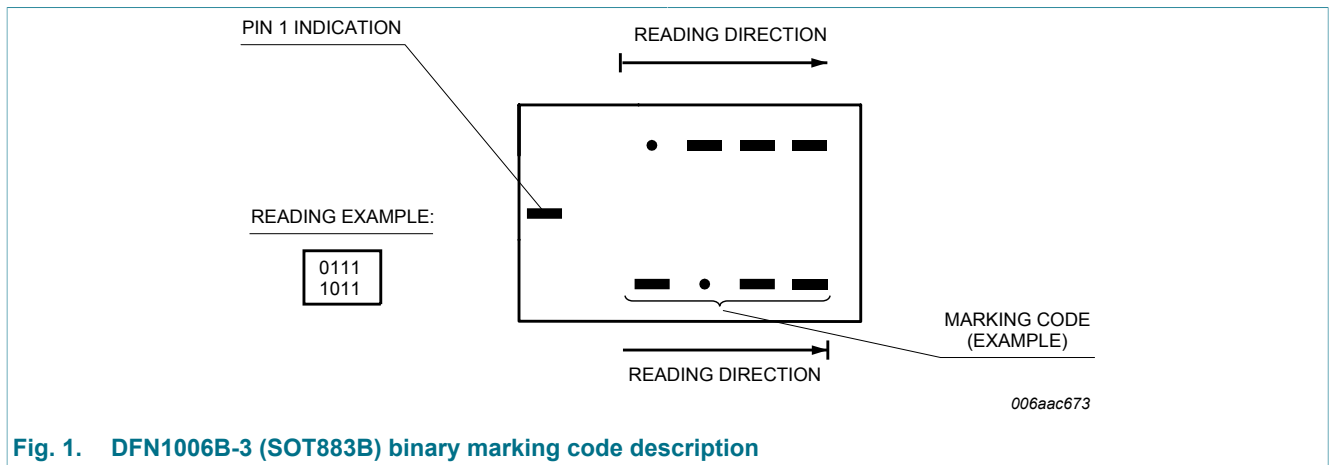 PIN 1 INDICATION
READING DIRECTION
READING EXAMPLE:
0111
1011
MARKING CODE
(EXAMPLE)
READING DIRECTION
006aac673
Fig. 1. DFN1006B-3 (SOT883B) binary marking code description